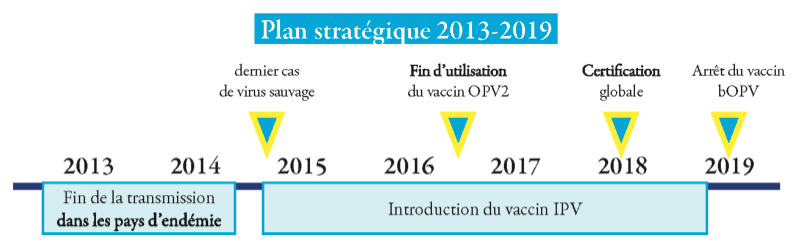 Plan stratégique 2013-2019
dernier cas
de virus sauvage
Fin d'utilisation
du vaccin OPV2
Certification
globale
Arrêt du vaccin
bOPV
2013 2014 2015 2016 2017 2018 2019
Fin de la transmission
dans les pays d'endémie
Introduction du vaccin IPV